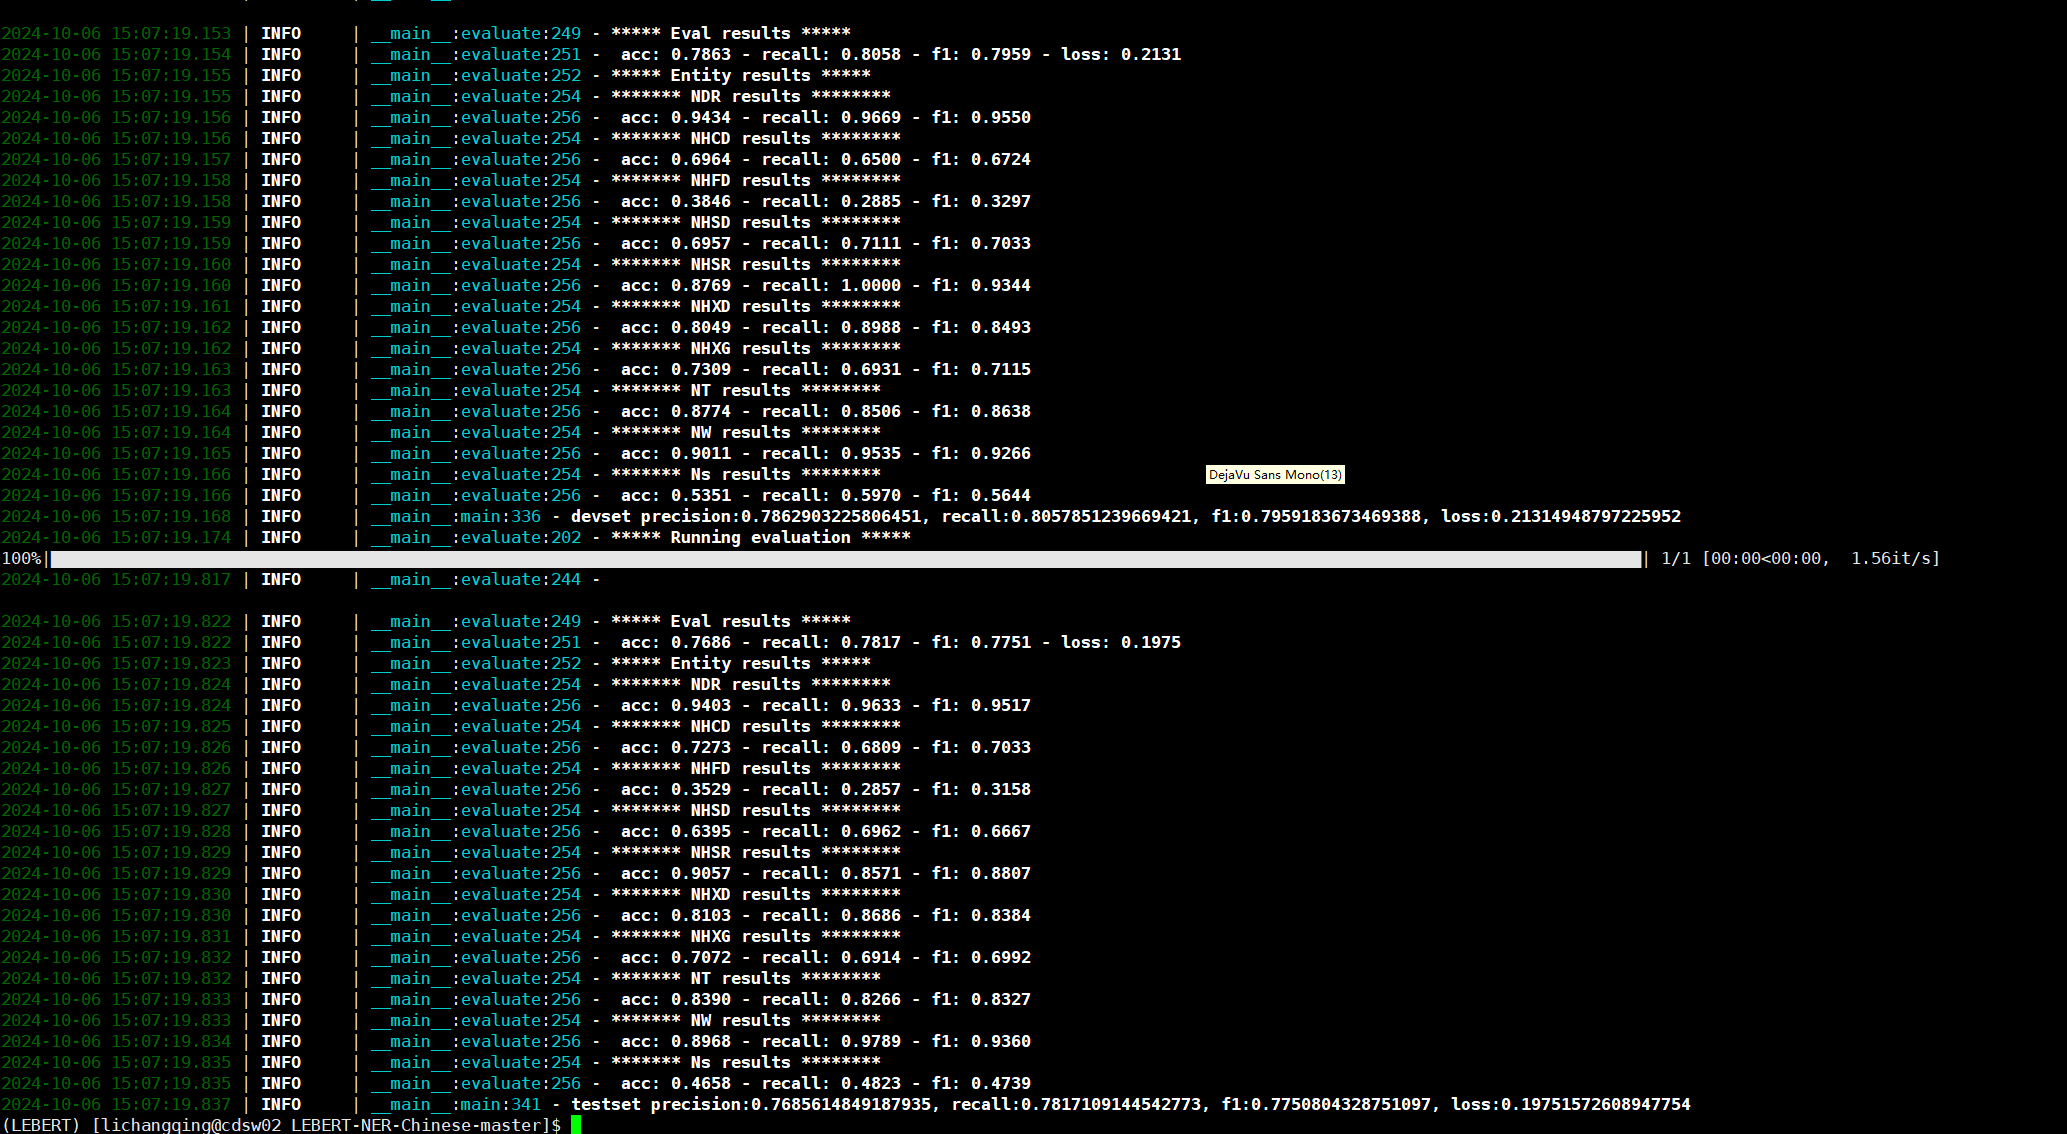 2024-10-06 15:07:19.153 | INFO     | __main__:evaluate:249 - ***** Eval results *****
2024-10-06 15:07:19.154 | INFO     | __main__:evaluate:251 -  acc: 0.7863 - recall: 0.8058 - f1: 0.7959 - loss: 0.2131
2024-10-06 15:07:19.155 | INFO     | __main__:evaluate:252 - ***** Entity results *****
2024-10-06 15:07:19.155 | INFO     | __main__:evaluate:254 - ******* NDR results ********
2024-10-06 15:07:19.156 | INFO     | __main__:evaluate:256 -  acc: 0.9434 - recall: 0.9669 - f1: 0.9550
2024-10-06 15:07:19.156 | INFO     | __main__:evaluate:254 - ******* NHCD results ********
2024-10-06 15:07:19.157 | INFO     | __main__:evaluate:256 -  acc: 0.6964 - recall: 0.6500 - f1: 0.6724
2024-10-06 15:07:19.158 | INFO     | __main__:evaluate:254 - ******* NHFD results ********
2024-10-06 15:07:19.158 | INFO     | __main__:evaluate:256 -  acc: 0.3846 - recall: 0.2885 - f1: 0.3297
2024-10-06 15:07:19.159 | INFO     | __main__:evaluate:254 - ******* NHSD results ********
2024-10-06 15:07:19.159 | INFO     | __main__:evaluate:256 -  acc: 0.6957 - recall: 0.7111 - f1: 0.7033
2024-10-06 15:07:19.160 | INFO     | __main__:evaluate:254 - ******* NHSR results ********
2024-10-06 15:07:19.160 | INFO     | __main__:evaluate:256 -  acc: 0.8769 - recall: 1.0000 - f1: 0.9344
2024-10-06 15:07:19.161 | INFO     | __main__:evaluate:254 - ******* NHXD results ********
2024-10-06 15:07:19.162 | INFO     | __main__:evaluate:256 -  acc: 0.8049 - recall: 0.8988 - f1: 0.8493
2024-10-06 15:07:19.162 | INFO     | __main__:evaluate:254 - ******* NHXG results ********
2024-10-06 15:07:19.163 | INFO     | __main__:evaluate:256 -  acc: 0.7309 - recall: 0.6931 - f1: 0.7115
2024-10-06 15:07:19.163 | INFO     | __main__:evaluate:254 - ******* NT results ********
2024-10-06 15:07:19.164 | INFO     | __main__:evaluate:256 -  acc: 0.8774 - recall: 0.8506 - f1: 0.8638
2024-10-06 15:07:19.164 | INFO     | __main__:evaluate:254 - ******* NW results ********
2024-10-06 15:07:19.165 | INFO     | __main__:evaluate:256 -  acc: 0.9011 - recall: 0.9535 - f1: 0.9266
2024-10-06 15:07:19.166 | INFO     | __main__:evaluate:254 - ******* Ns results ********
DejaVu Sans Mono(13)
2024-10-06 15:07:19.166 | INFO     | __main__:evaluate:256 -  acc: 0.5351 - recall: 0.5970 - f1: 0.5644
2024-10-06 15:07:19.168 | INFO     | __main__:main:336 - devset precision:0.7862903225806451, recall:0.8057851239669421, f1:0.7959183673469388, loss:0.21314948797225952
2024-10-06 15:07:19.174 | INFO     | __main__:evaluate:202 - ***** Running evaluation *****
100%|| 1/1 [00:00<00:00,  1.56it/s]
2024-10-06 15:07:19.817 | INFO     | __main__:evaluate:244 -
2024-10-06 15:07:19.822 | INFO     | __main__:evaluate:249 - ***** Eval results *****
2024-10-06 15:07:19.822 | INFO     | __main__:evaluate:251 -  acc: 0.7686 - recall: 0.7817 - f1: 0.7751 - loss: 0.1975
2024-10-06 15:07:19.823 | INFO     | __main__:evaluate:252 - ***** Entity results *****
2024-10-06 15:07:19.824 | INFO     | __main__:evaluate:254 - ******* NDR results ********
2024-10-06 15:07:19.824 | INFO     | __main__:evaluate:256 -  acc: 0.9403 - recall: 0.9633 - f1: 0.9517
2024-10-06 15:07:19.825 | INFO     | __main__:evaluate:254 - ******* NHCD results ********
2024-10-06 15:07:19.826 | INFO     | __main__:evaluate:256 -  acc: 0.7273 - recall: 0.6809 - f1: 0.7033
2024-10-06 15:07:19.826 | INFO     | __main__:evaluate:254 - ******* NHFD results ********
2024-10-06 15:07:19.827 | INFO     | __main__:evaluate:256 -  acc: 0.3529 - recall: 0.2857 - f1: 0.3158
2024-10-06 15:07:19.827 | INFO     | __main__:evaluate:254 - ******* NHSD results ********
2024-10-06 15:07:19.828 | INFO     | __main__:evaluate:256 -  acc: 0.6395 - recall: 0.6962 - f1: 0.6667
2024-10-06 15:07:19.829 | INFO     | __main__:evaluate:254 - ******* NHSR results ********
2024-10-06 15:07:19.829 | INFO     | __main__:evaluate:256 -  acc: 0.9057 - recall: 0.8571 - f1: 0.8807
2024-10-06 15:07:19.830 | INFO     | __main__:evaluate:254 - ******* NHXD results ********
2024-10-06 15:07:19.830 | INFO     | __main__:evaluate:256 -  acc: 0.8103 - recall: 0.8686 - f1: 0.8384
2024-10-06 15:07:19.831 | INFO     | __main__:evaluate:254 - ******* NHXG results ********
2024-10-06 15:07:19.832 | INFO     | __main__:evaluate:256 -  acc: 0.7072 - recall: 0.6914 - f1: 0.6992
2024-10-06 15:07:19.832 | INFO     | __main__:evaluate:254 - ******* NT results ********
2024-10-06 15:07:19.833 | INFO     | __main__:evaluate:256 -  acc: 0.8390 - recall: 0.8266 - f1: 0.8327
2024-10-06 15:07:19.833 | INFO     | __main__:evaluate:254 - ******* NW results ********
2024-10-06 15:07:19.834 | INFO     | __main__:evaluate:256 -  acc: 0.8968 - recall: 0.9789 - f1: 0.9360
2024-10-06 15:07:19.835 | INFO     | __main__:evaluate:254 - ******* Ns results ********
2024-10-06 15:07:19.835 | INFO     | __main__:evaluate:256 -  acc: 0.4658 - recall: 0.4823 - f1: 0.4739
2024-10-06 15:07:19.837 | INFO     | __main__:main:341 - testset precision:0.7685614849187935, recall:0.7817109144542773, f1:0.7750804328751097, loss:0.19751572608947754
(LEBERT) [lichangqing@cdsw02 LEBERT-NER-Chinese-master]$